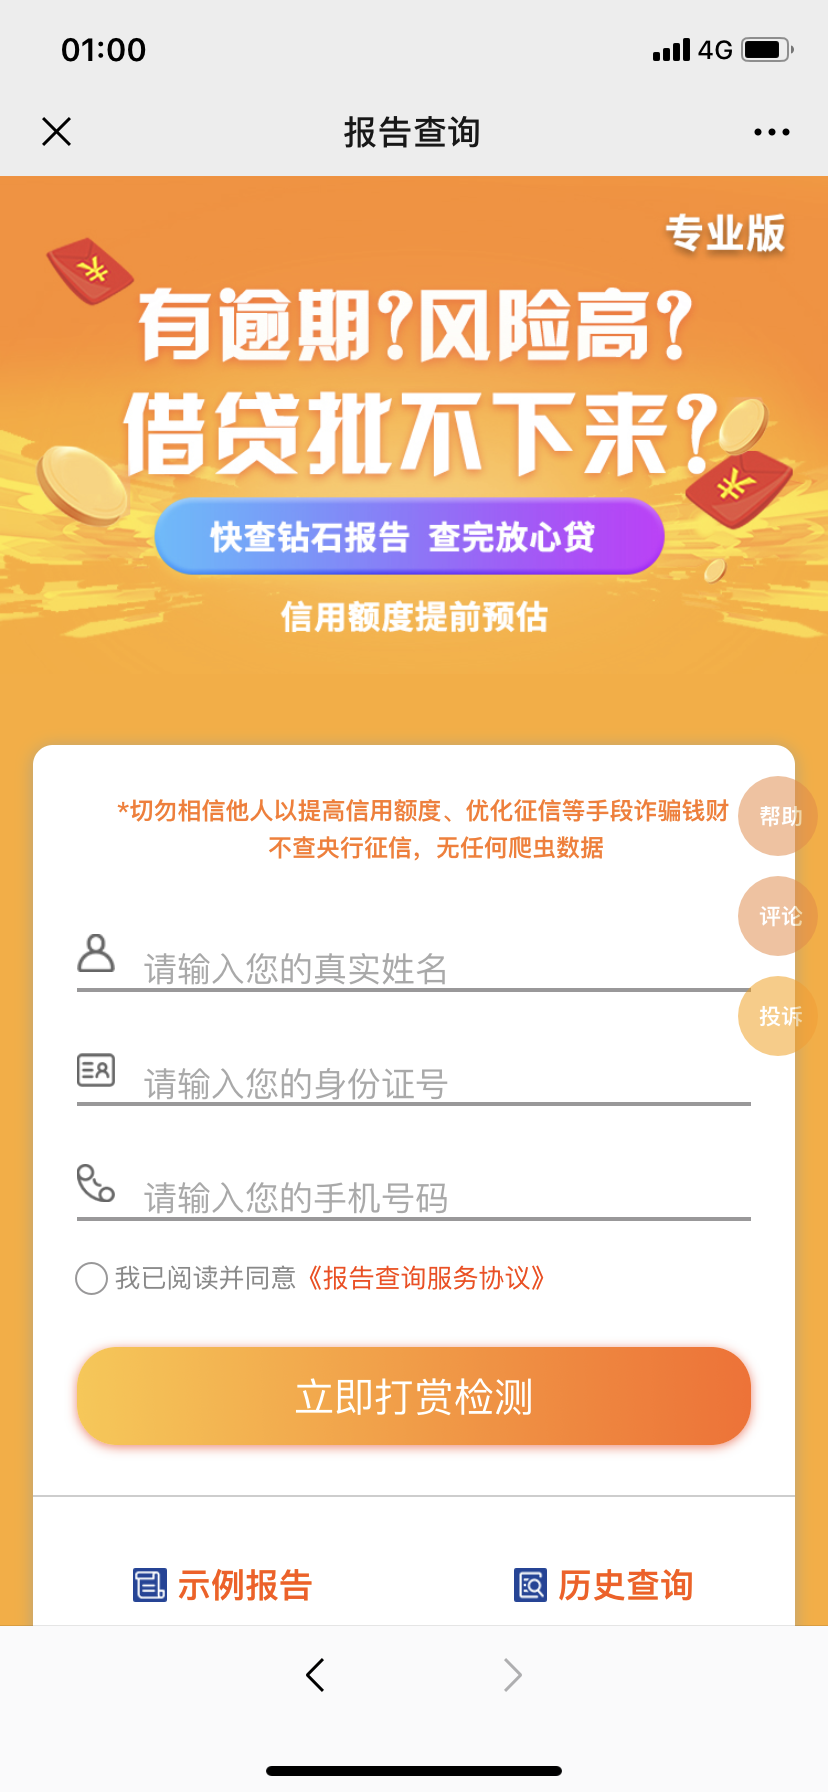 01:00
4G
报告查询
专业版
有逾期?风险高?
借贷批不下来?
快查钻石报告 查完放心贷
信用额度提前预估
*切勿相信他人以提高信用额度、优化征信等手段诈骗钱财
不查央行征信，无任何爬虫数据
帮助
评论
投诉
请输入您的真实姓名
请输入您的身份证号
请输入您的手机号码
我已阅读并同意《报告查询服务协议》
立即打赏检测
示例报告
历史查询